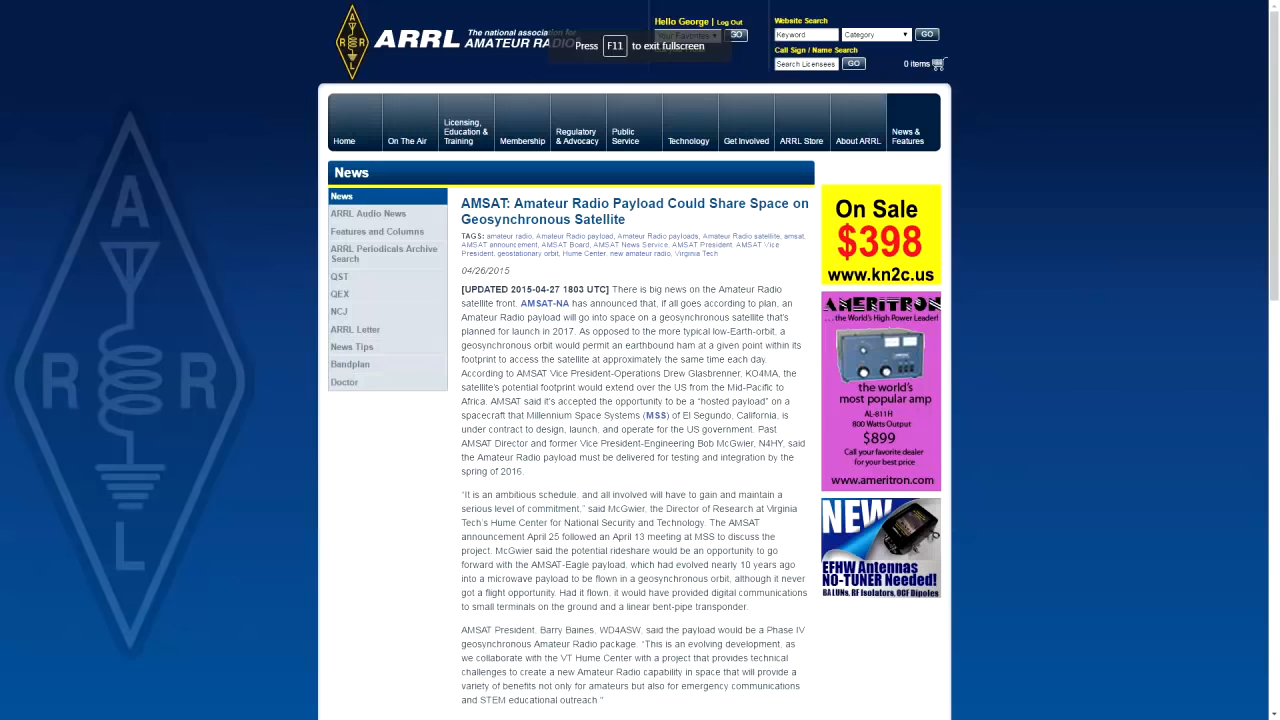 ARRL The national association for
AMATEUR RADIO
Hello George | Log Out
Your Favorites GO
Website Search
Keyword Category GO
Call Sign / Name Search
Search Licensees GO
0 items
Press F11 to exit fullscreen
Home
On The Air
Licensing,
Education &
Training
Membership
Regulatory
& Advocacy
Public
Service
Technology
Get Involved
ARRL Store
About ARRL
News &
Features
News
News
ARRL Audio News
Features and Columns
ARRL Periodicals Archive
Search
QST
QEX
NCJ
ARRL Letter
News Tips
Bandplan
Doctor
AMSAT: Amateur Radio Payload Could Share Space on
Geosynchronous Satellite
TAGS: amateur radio, Amateur Radio payload, Amateur Radio payloads, Amateur Radio satellite, amsat,
AMSAT announcement, AMSAT Board, AMSAT News Service, AMSAT President, AMSAT Vice
President, geostationary orbit, Hume Center, new amateur radio, Virginia Tech
04/26/2015
[UPDATED 2015-04-27 1803 UTC] There is big news on the Amateur Radio
satellite front. AMSAT-NA has announced that, if all goes according to plan, an
Amateur Radio payload will go into space on a geosynchronous satellite that's
planned for launch in 2017. As opposed to the more typical low-Earth-orbit, a
geosynchronous orbit would permit an earthbound ham at a given point within its
footprint to access the satellite at approximately the same time each day.
According to AMSAT Vice President-Operations Drew Glasbrenner, KO4MA, the
satellite's potential footprint would extend over the US from the Mid-Pacific to
Africa. AMSAT said it's accepted the opportunity to be a “hosted payload” on a
spacecraft that Millennium Space Systems (MSS) of El Segundo, California, is
under contract to design, launch, and operate for the US government. Past
AMSAT Director and former Vice President-Engineering Bob McGwier, N4HY, said
the Amateur Radio payload must be delivered for testing and integration by the
spring of 2016.
“It is an ambitious schedule, and all involved will have to gain and maintain a
serious level of commitment,” said McGwier, the Director of Research at Virginia
Tech's Hume Center for National Security and Technology. The AMSAT
announcement April 25 followed an April 13 meeting at MSS to discuss the
project. McGwier said the potential rideshare would be an opportunity to go
forward with the AMSAT-Eagle payload, which had evolved nearly 10 years ago
into a microwave payload to be flown in a geosynchronous orbit, although it never
got a flight opportunity. Had it flown, it would have provided digital communications
to small terminals on the ground and a linear bent-pipe transponder.
AMSAT President, Barry Baines, WD4ASW, said the payload would be a Phase IV
geosynchronous Amateur Radio package. “This is an evolving development, as
we collaborate with the VT Hume Center with a project that provides technical
challenges to create a new Amateur Radio capability in space that will provide a
variety of benefits not only for amateurs but also for emergency communications
and STEM educational outreach.”
On Sale
$398
www.kn2c.us
AMERITRON
...the World's High Power Leader!
the world's
most popular amp
AL-811H
800 Watts Output
$899
Call your favorite dealer
for your best price
www.ameritron.com
NEW
EFHW Antennas
NO-TUNER Needed!
BALUNs, RF Isolators, OCF Dipoles
A
R R
L